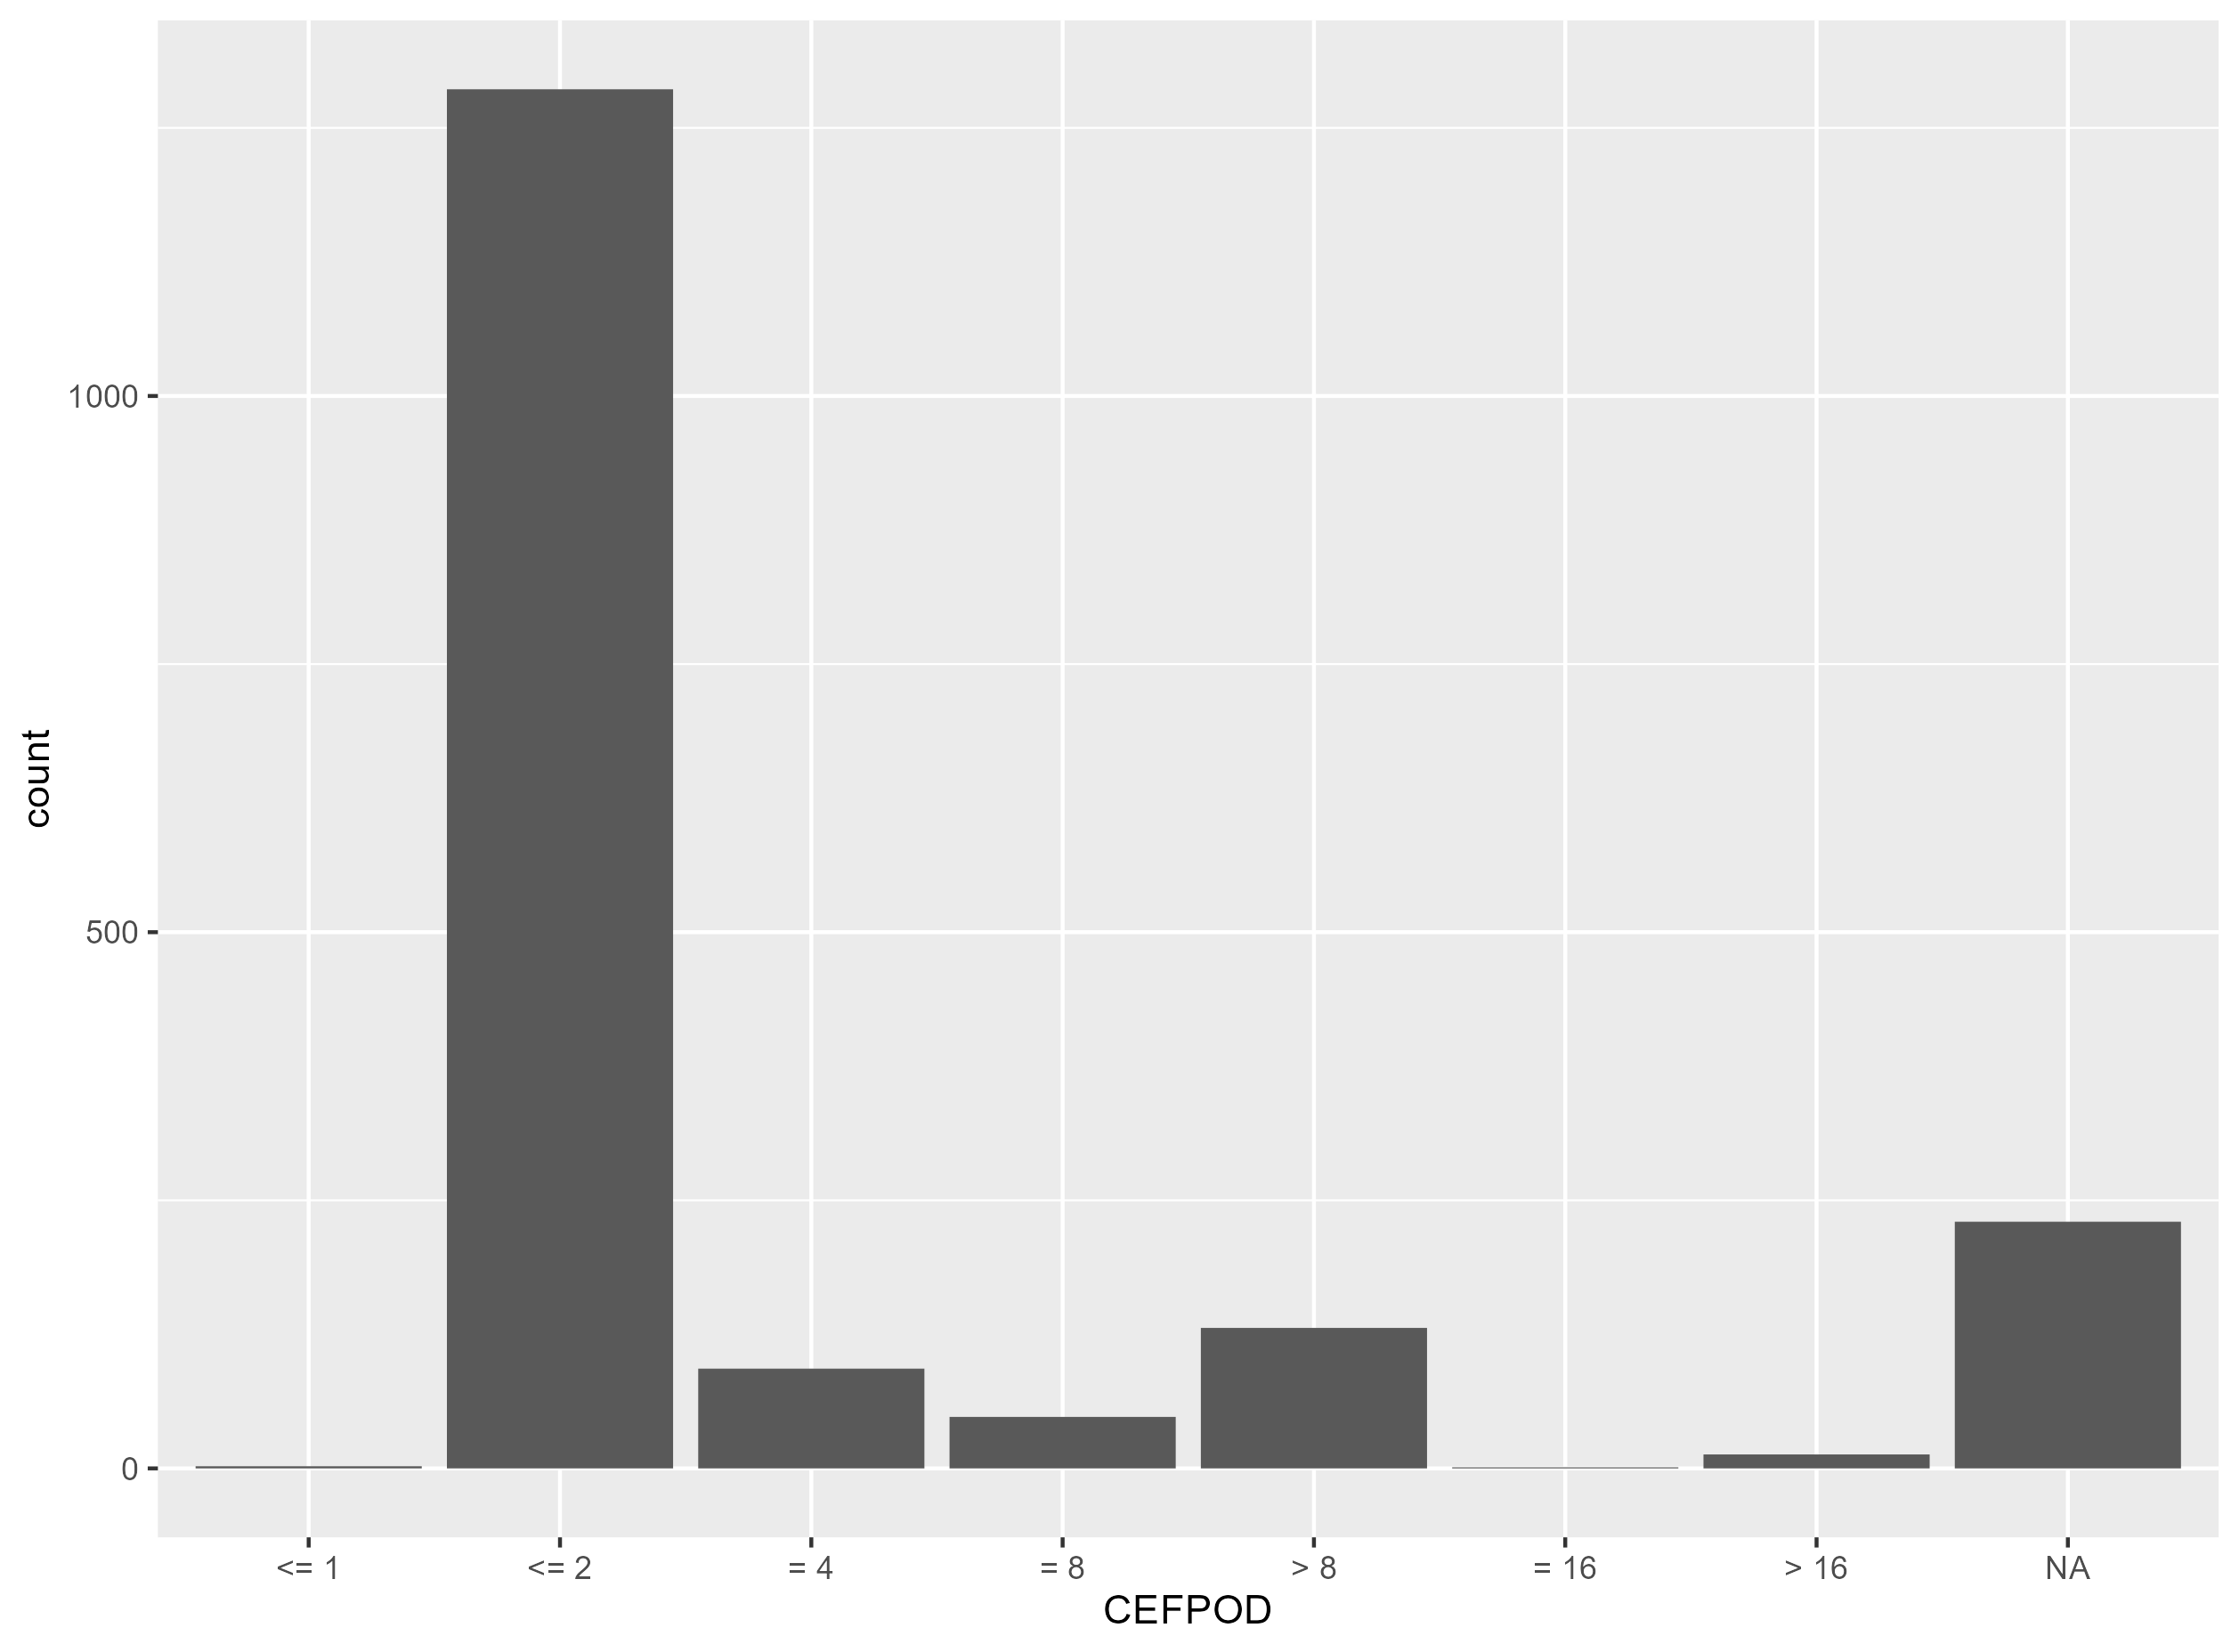 count
1000
500
0
<= 1 <= 2 = 4 = 8 > 8 = 16 > 16 NA
CEFPOD